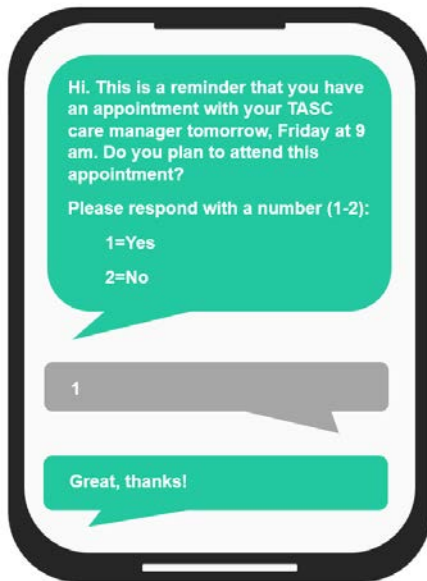 Hi. This is a reminder that you have
an appointment with your TASC
care manager tomorrow, Friday at 9
am. Do you plan to attend this
appointment?
Please respond with a number (1-2):
1=Yes
2=No
1
Great, thanks!